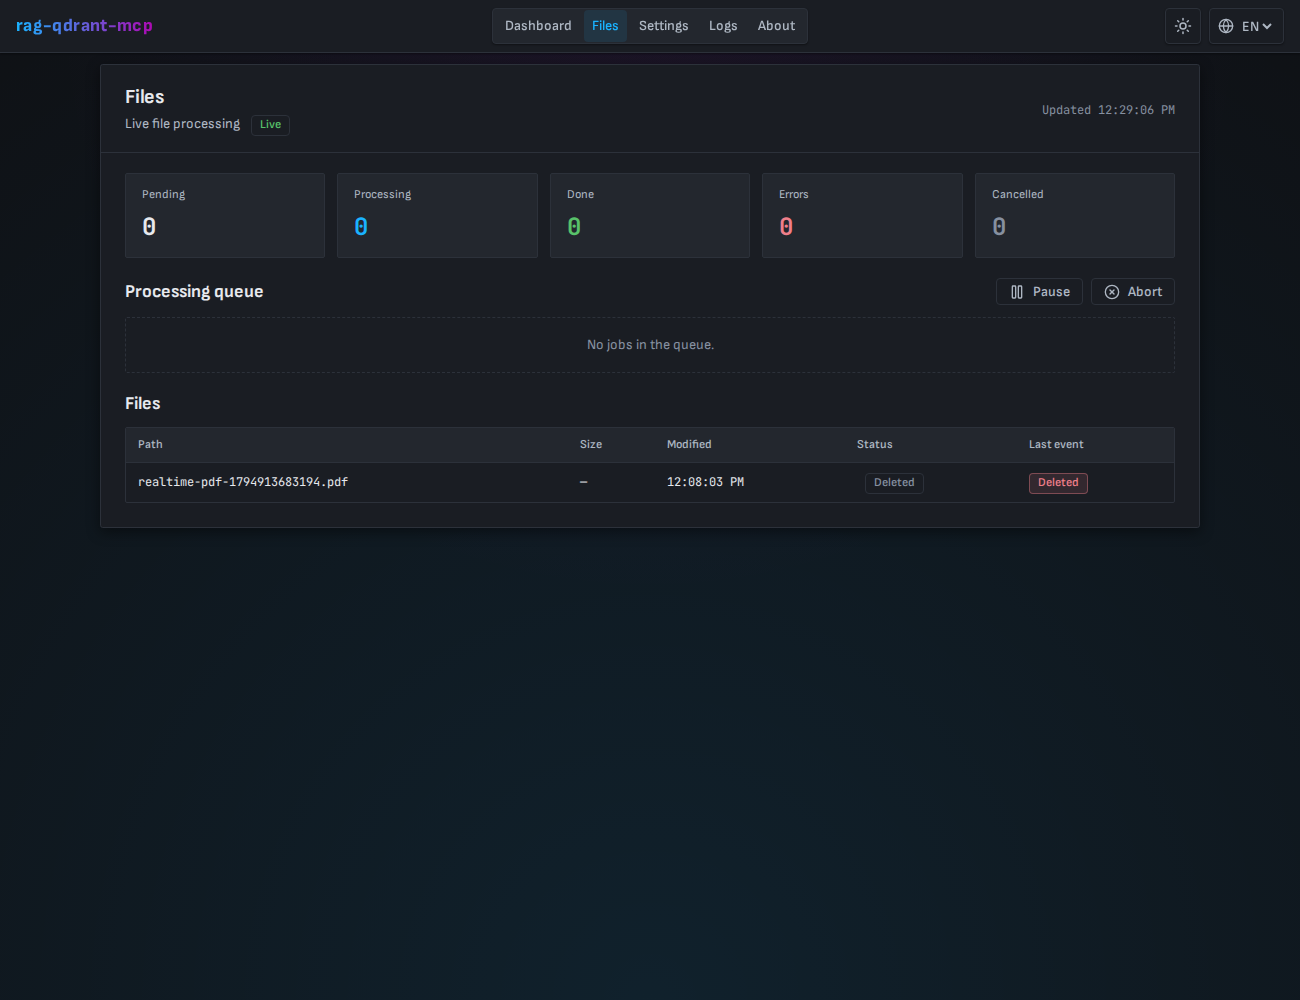 rag-qdrant-mcp
Dashboard Files Settings Logs About
EN
Files
Live file processing Live
Updated 12:29:06 PM
Pending Processing Done Errors Cancelled
0 0 0 0 0
Processing queue
Pause Abort
No jobs in the queue.
Files
Path Size Modified Status Last event
realtime-pdf-1794913683194.pdf — 12:08:03 PM Deleted Deleted